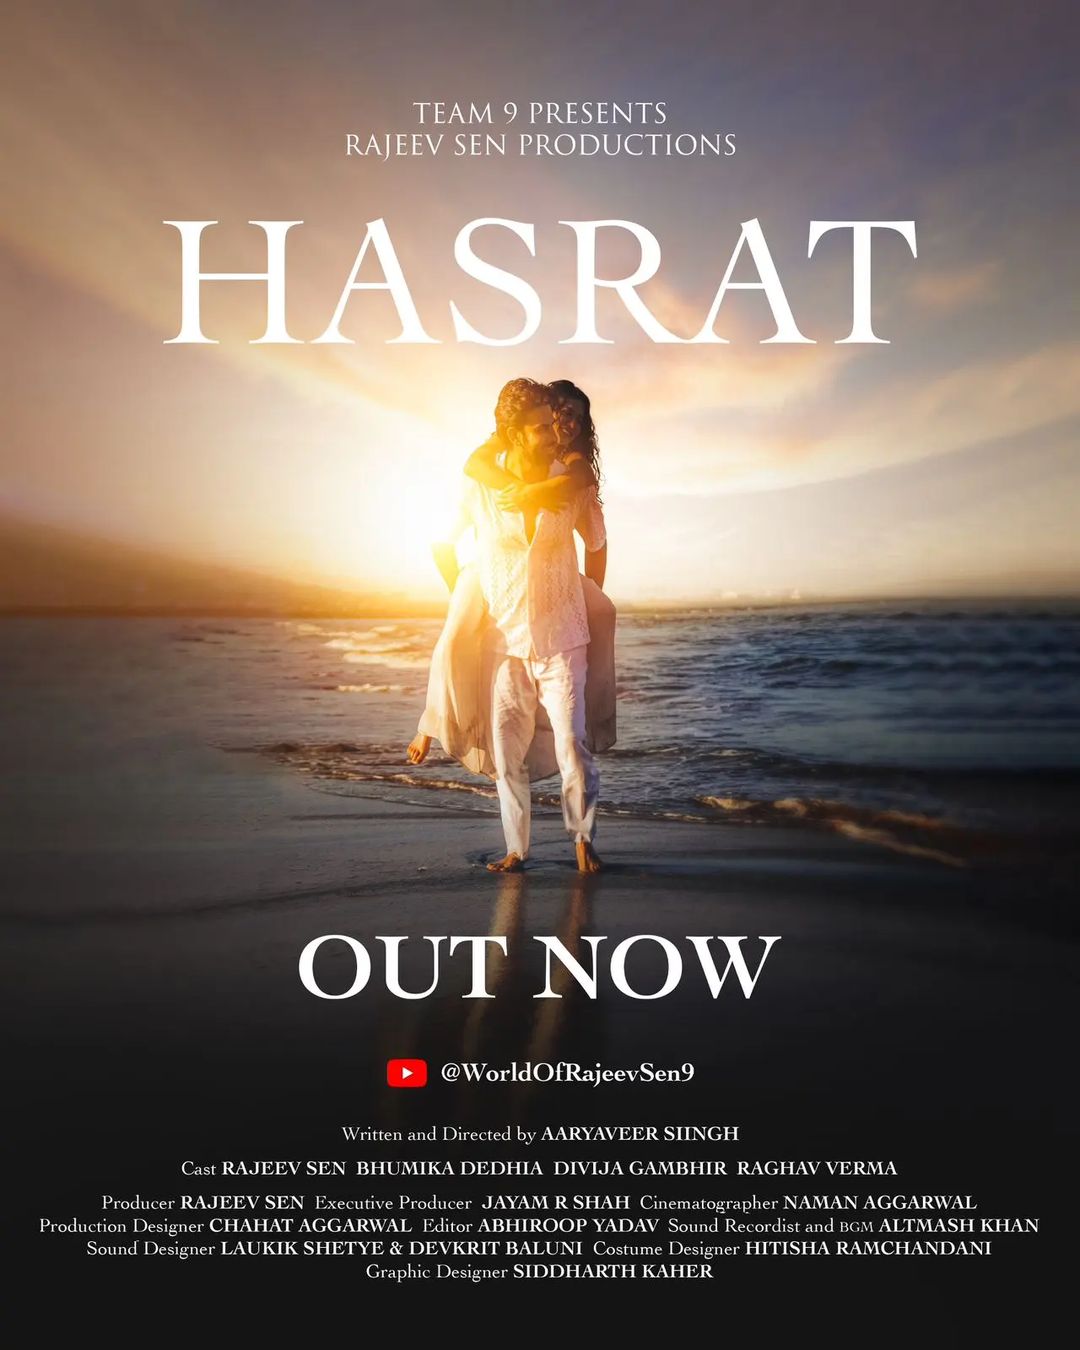 TEAM 9 PRESENTS
RAJEEV SEN PRODUCTIONS
HASRAT
OUT NOW
@WorldOfRajeevSen9
Written and Directed by AARYAVEER SIINGH
Cast RAJEEV SEN BHUMIKA DEDHIA DIVIJA GAMBHIR RAGHAV VERMA
Producer RAJEEV SEN Executive Producer JAYAM R SHAH Cinematographer NAMAN AGGARWAL
Production Designer CHAHAT AGGARWAL Editor ABHIROOP YADAV Sound Recordist and BGM ALTMASH KHAN
Sound Designer LAUKIK SHETYE & DEVKRIT BALUNI Costume Designer HITISHA RAMCHANDANI
Graphic Designer SIDDHARTH KAHER